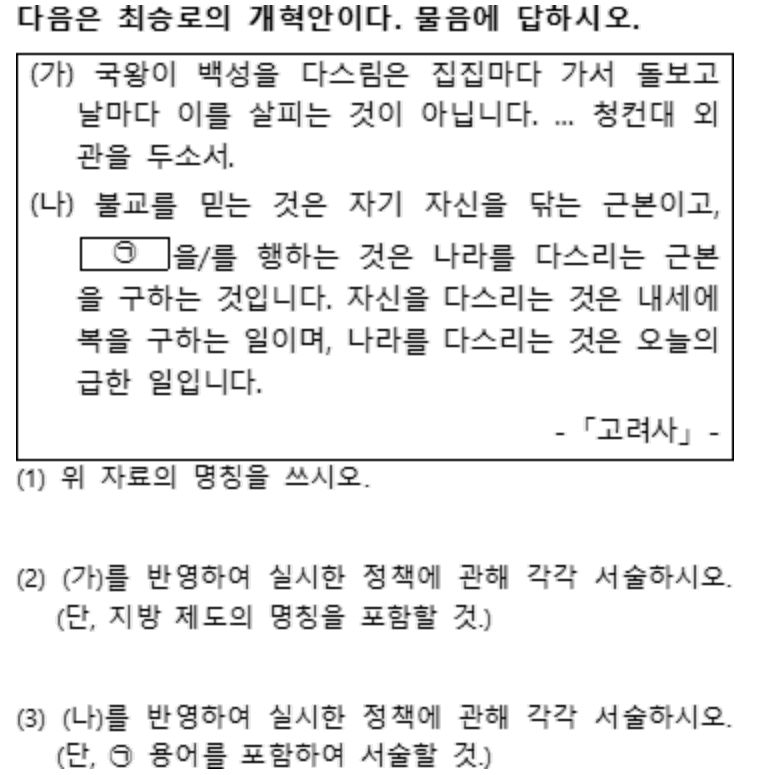 다음은 최승로의 개혁안이다. 물음에 답하시오.
(가) 국왕이 백성을 다스림은 집집마다 가서 돌보고
날마다 이를 살피는 것이 아닙니다. ... 청컨대 외
관을 두소서.
(나) 불교를 믿는 것은 자기 자신을 닦는 근본이고,
㉠ 을/를 행하는 것은 나라를 다스리는 근본
을 구하는 것입니다. 자신을 다스리는 것은 내세에
복을 구하는 일이며, 나라를 다스리는 것은 오늘의
급한 일입니다.
-「고려사」-
(1) 위 자료의 명칭을 쓰시오.
(2) (가)를 반영하여 실시한 정책에 관해 각각 서술하시오.
(단, 지방 제도의 명칭을 포함할 것.)
(3) (나)를 반영하여 실시한 정책에 관해 각각 서술하시오.
(단, ㉠ 용어를 포함하여 서술할 것.)